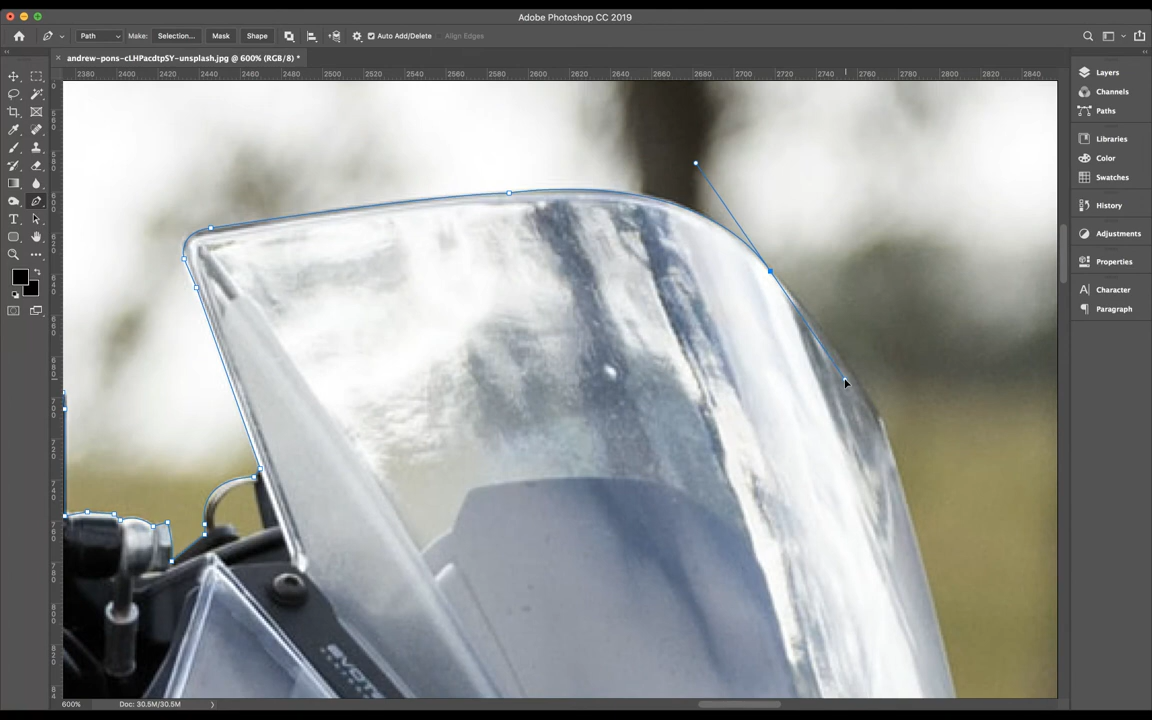 Adobe Photoshop CC 2019
Path
Make:
Selection...
Mask
Shape
Auto Add/Delete
Align Edges
andrew-pons-cLHPacdtpSY-unsplash.jpg @ 600% (RGB/8) *
2380 2400 2420 2440 2460 2480 2500 2520 2540 2560 2580 2600 2620 2640 2660 2680 2700 2720 2740 2760 2780 2800 2820 2840
Layers
Channels
Paths
Libraries
Color
Swatches
History
Adjustments
Properties
Character
Paragraph
600%
Doc: 30.5M/30.5M